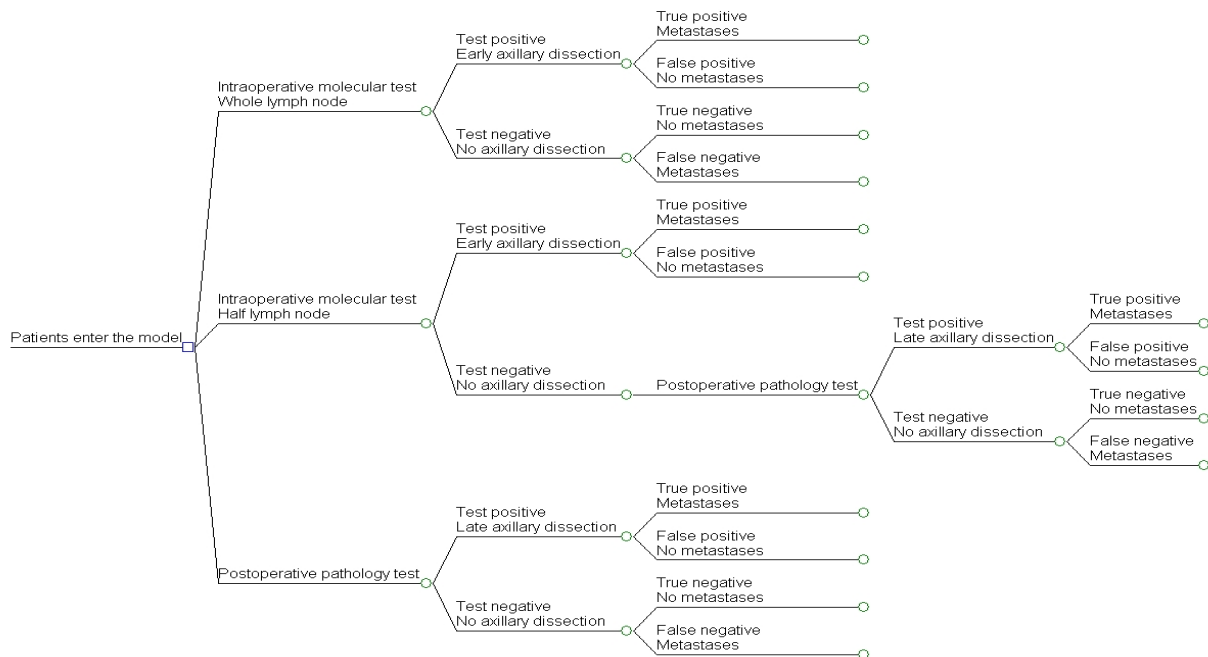 True positive
Metastases
Test positive
Early axillary dissection
False positive
No metastases
Intraoperative molecular test
Whole lymph node
True negative
No metastases
Test negative
No axillary dissection
False negative
Metastases
True positive
Metastases
Test positive
Early axillary dissection
False positive
No metastases
Intraoperative molecular test
Half lymph node
Patients enter the model
True positive
Metastases
Test positive
Late axillary dissection
False positive
No metastases
Test negative
No axillary dissection
Postoperative pathology test
True negative
No metastases
Test negative
No axillary dissection
False negative
Metastases
True positive
Metastases
Test positive
Late axillary dissection
False positive
No metastases
Postoperative pathology test
True negative
No metastases
Test negative
No axillary dissection
False negative
Metastases